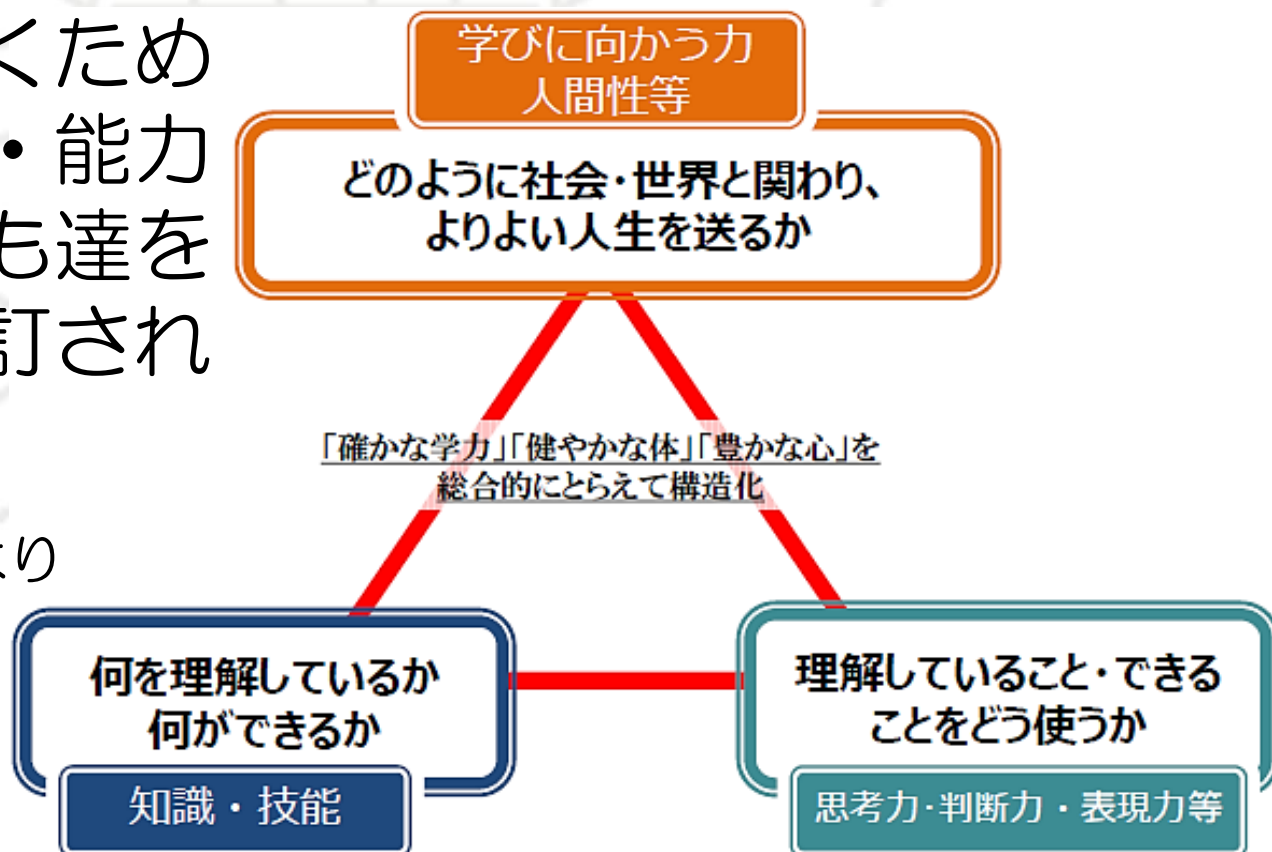 くため
・能力
も達を
訂され
より
学びに向かう力
人間性等
どのように社会・世界と関わり、
よりよい人生を送るか
「確かな学力」「健やかな体」「豊かな心」を
総合的にとらえて構造化
何を理解しているか
何ができるか
知識・技能
理解していること・できる
ことをどう使うか
思考力・判断力・表現力等